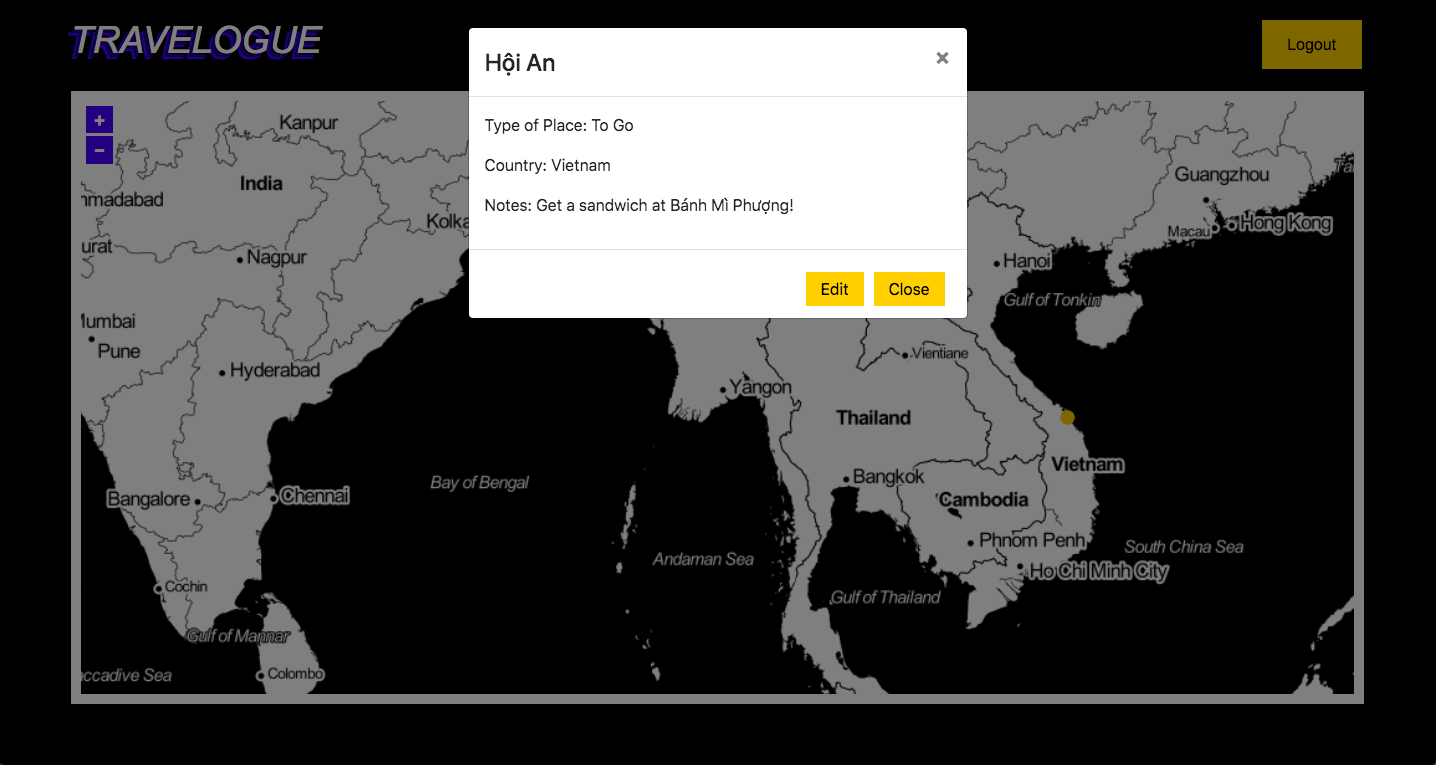 TRAVELOGUE
Logout
Hội An
×
Type of Place: To Go
Country: Vietnam
Notes: Get a sandwich at Bánh Mì Phượng!
Edit
Close
+
−
Kanpur
India
hmadabad
Kolka
urat
Nagpur
Mumbai
Pune
Hyderabad
Bangalore
Chennai
Cochin
Gulf of Mannar
Colombo
ccadive Sea
Bay of Bengal
Andaman Sea
Yangon
Thailand
Bangkok
Gulf of Thailand
Vientiane
Hanoi
Gulf of Tonkin
Guangzhou
Macau
Hong Kong
Vietnam
Cambodia
Phnom Penh
Ho Chi Minh City
South China Sea